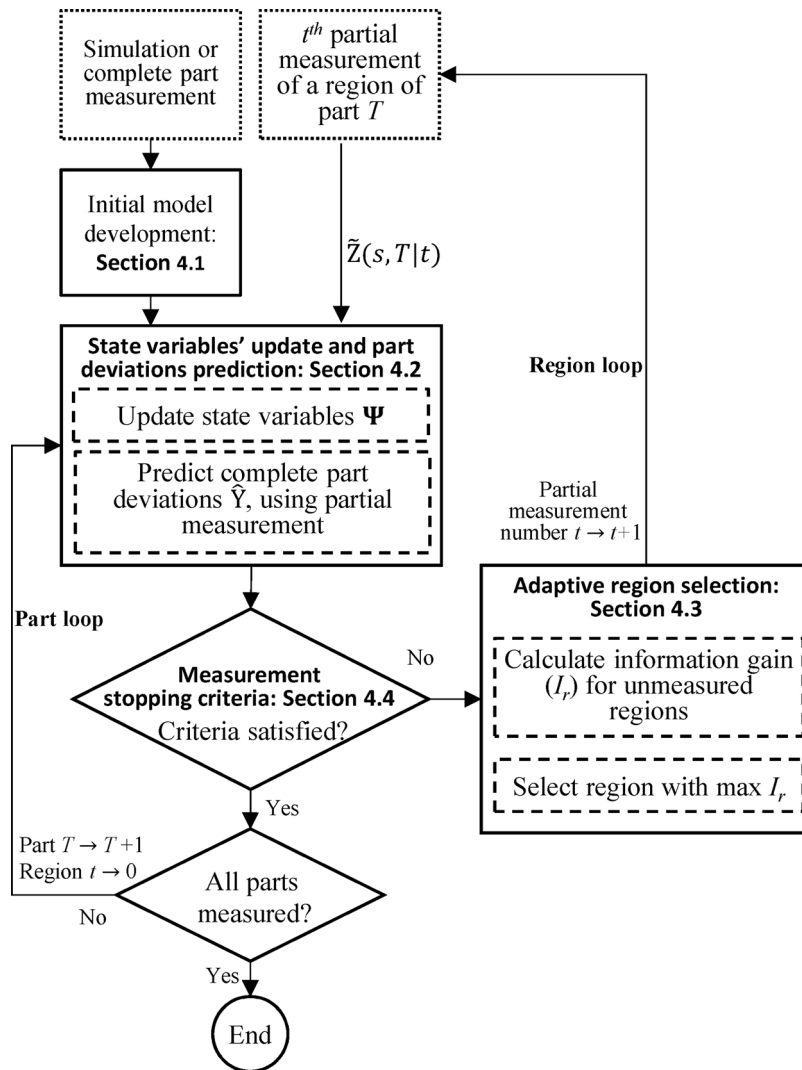 Simulation or
complete part
measurement
tᵗʰ partial
measurement
of a region of
part T
Initial model
development:
Section 4.1
Z̃(s, T|t)
State variables’ update and part
deviations prediction: Section 4.2
Update state variables Ψ
Predict complete part
deviations Ŷ, using partial
measurement
Region loop
Partial
measurement
number t → t+1
Part loop
Measurement
stopping criteria: Section 4.4
Criteria satisfied?
No
Adaptive region selection:
Section 4.3
Calculate information gain
(Iᵣ) for unmeasured
regions
Select region with max Iᵣ
Yes
Part T → T+1
Region t → 0
No
All parts
measured?
Yes
End